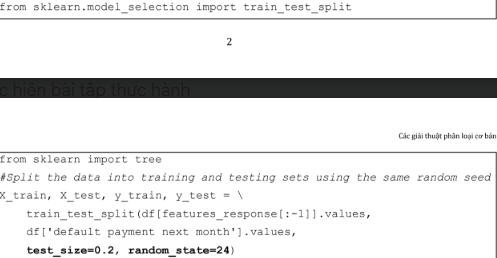 from sklearn.model_selection import train_test_split
2
c hiện bài tập thực hành
Các giải thuật phân loại cơ bản
from sklearn import tree
#Split the data into training and testing sets using the same random seed
X_train, X_test, y_train, y_test = \
train_test_split(df[features_response[:-1]].values,
df['default payment next month'].values,
test_size=0.2, random_state=24)